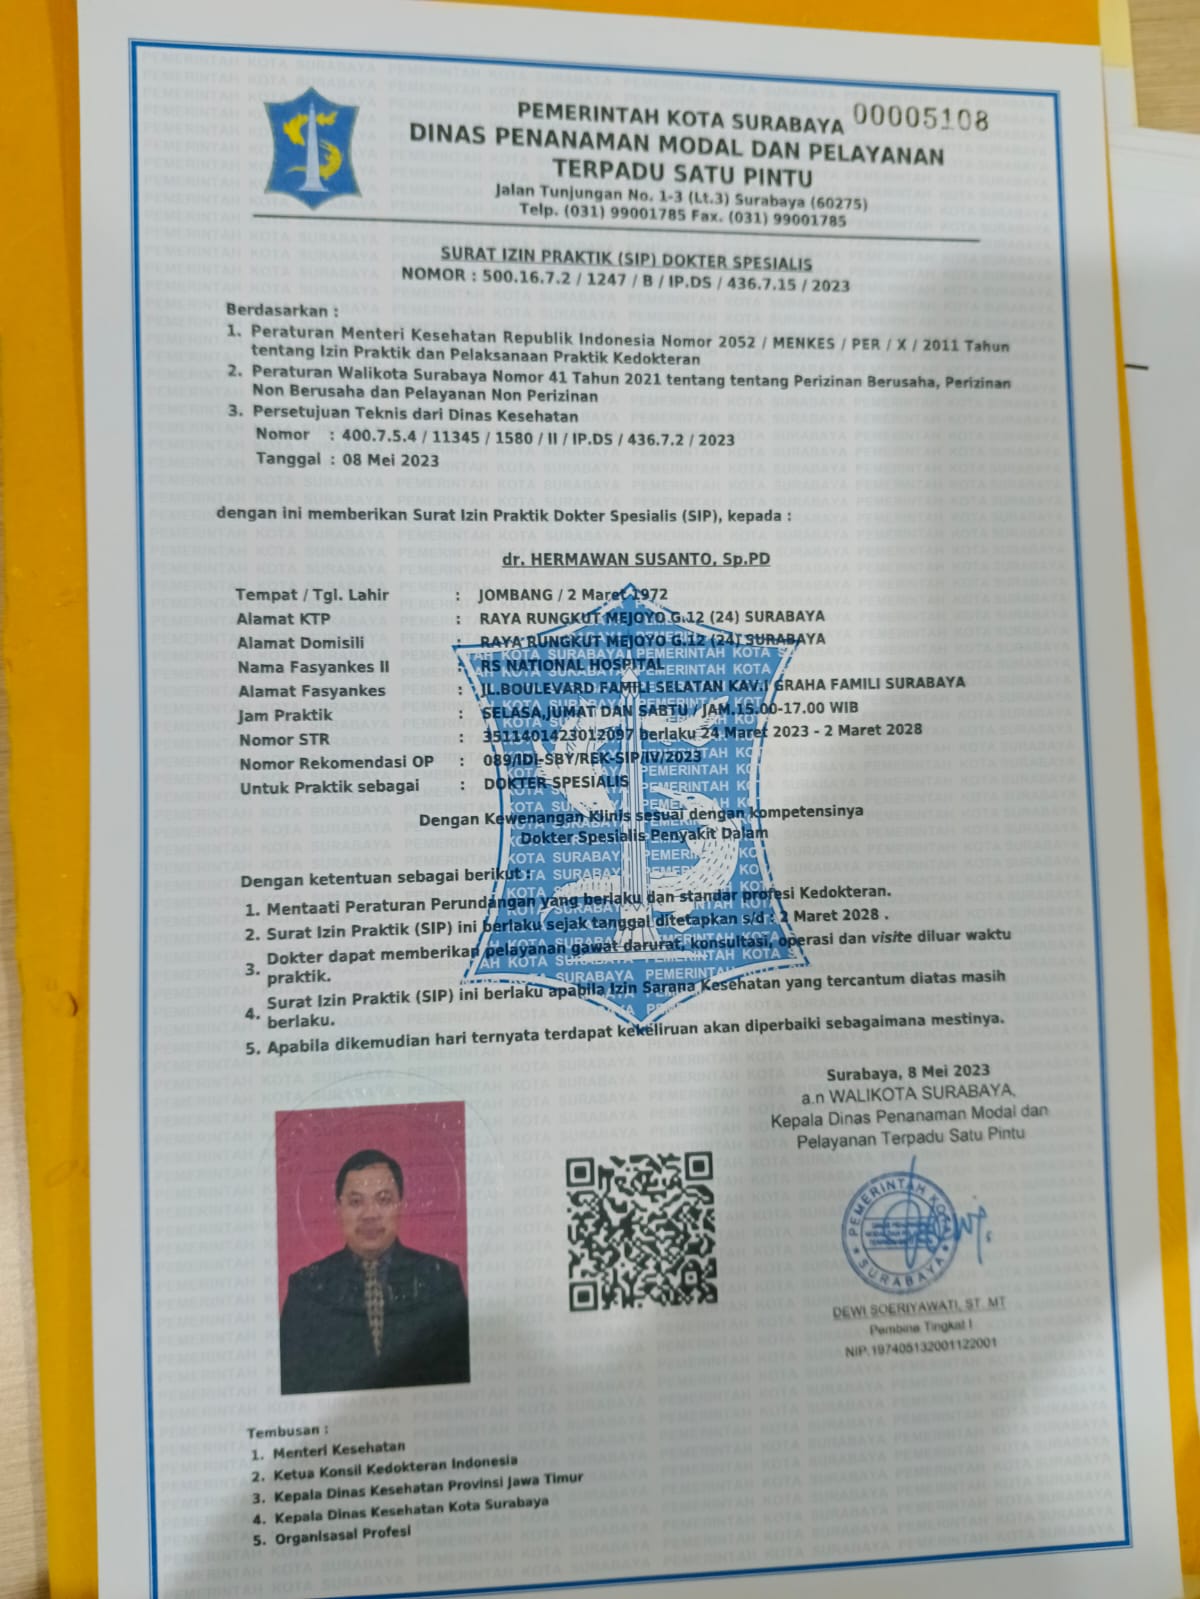 PEMERINTAH KOTA SURABAYA 00005108
DINAS PENANAMAN MODAL DAN PELAYANAN
TERPADU SATU PINTU
Jalan Tunjungan No. 1-3 (Lt.3) Surabaya (60275)
Telp. (031) 99001785 Fax. (031) 99001785
SURAT IZIN PRAKTIK (SIP) DOKTER SPESIALIS
NOMOR : 500.16.7.2 / 1247 / B / IP.DS / 436.7.15 / 2023
Berdasarkan :
1. Peraturan Menteri Kesehatan Republik Indonesia Nomor 2052 / MENKES / PER / X / 2011 Tahun
tentang Izin Praktik dan Pelaksanaan Praktik Kedokteran
2. Peraturan Walikota Surabaya Nomor 41 Tahun 2021 tentang tentang Perizinan Berusaha, Perizinan
Non Berusaha dan Pelayanan Non Perizinan
3. Persetujuan Teknis dari Dinas Kesehatan
Nomor : 400.7.5.4 / 11345 / 1580 / II / IP.DS / 436.7.2 / 2023
Tanggal : 08 Mei 2023
dengan ini memberikan Surat Izin Praktik Dokter Spesialis (SIP), kepada :
dr. HERMAWAN SUSANTO, Sp.PD
Tempat / Tgl. Lahir : JOMBANG / 2 Maret 1972
Alamat KTP : RAYA RUNGKUT MEJOYO G.12 (24) SURABAYA
Alamat Domisili : RAYA RUNGKUT MEJOYO G.12 (24) SURABAYA
Nama Fasyankes II : RS NATIONAL HOSPITAL
Alamat Fasyankes : JL.BOULEVARD FAMILI SELATAN KAV.I GRAHA FAMILI SURABAYA
Jam Praktik : SELASA,JUMAT DAN SABTU / JAM.15.00-17.00 WIB
Nomor STR : 3511401423012097 berlaku 24 Maret 2023 - 2 Maret 2028
Nomor Rekomendasi OP : 089/IDI-SBY/REK-SIP/IV/2023
Untuk Praktik sebagai : DOKTER SPESIALIS
Dengan Kewenangan Klinis sesuai dengan kompetensinya
Dokter Spesialis Penyakit Dalam
Dengan ketentuan sebagai berikut :
1. Mentaati Peraturan Perundangan yang berlaku dan standar profesi Kedokteran.
2. Surat Izin Praktik (SIP) ini berlaku sejak tanggal ditetapkan s/d : 2 Maret 2028 .
3. Dokter dapat memberikan pelayanan gawat darurat, konsultasi, operasi dan visite diluar waktu
praktik.
4. Surat Izin Praktik (SIP) ini berlaku apabila Izin Sarana Kesehatan yang tercantum diatas masih
berlaku.
5. Apabila dikemudian hari ternyata terdapat kekeliruan akan diperbaiki sebagaimana mestinya.
Surabaya, 8 Mei 2023
a.n WALIKOTA SURABAYA,
Kepala Dinas Penanaman Modal dan
Pelayanan Terpadu Satu Pintu
PEMERINTAH KOTA
SURABAYA
DEWI SOERIYAWATI, ST. MT
Pembina Tingkat I
NIP.197405132001122001
Tembusan :
1. Menteri Kesehatan
2. Ketua Konsil Kedokteran Indonesia
3. Kepala Dinas Kesehatan Provinsi Jawa Timur
4. Kepala Dinas Kesehatan Kota Surabaya
5. Organisasai Profesi